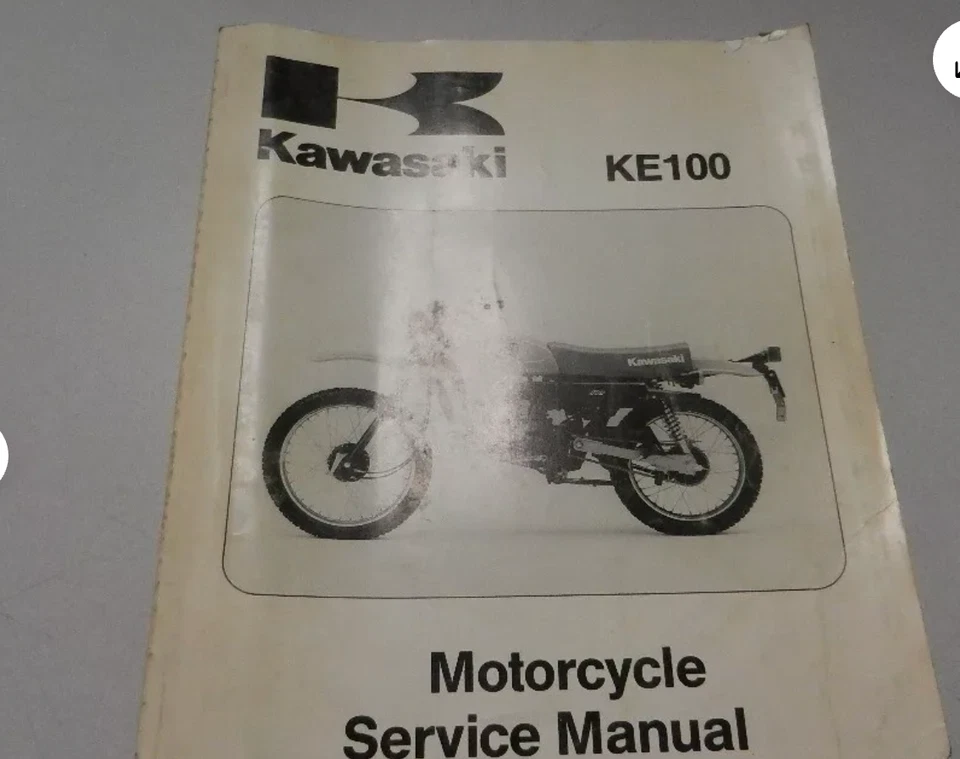 Kawasaki
KE100
Kawasaki
Motorcycle
Service Manual